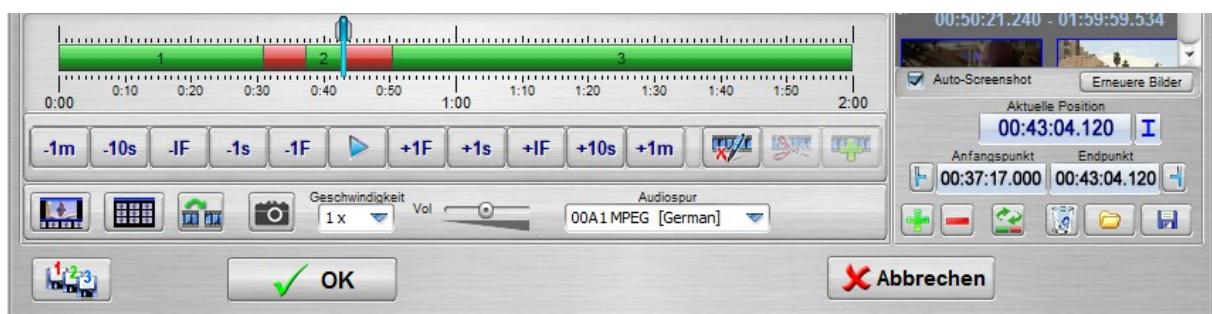 00:50:21.240 - 01:59:59.534
1 2 3
0:00 0:10 0:20 0:30 0:40 0:50 1:00 1:10 1:20 1:30 1:40 1:50 2:00
Auto-Screenshot Erneuere Bilder
Aktuelle Position
00:43:04.120
Anfangspunkt Endpunkt
00:37:17.000 00:43:04.120
-1m -10s -IF -1s -1F +1F +1s +IF +10s +1m
Geschwindigkeit Vol Audiospur
1 x 00A1 MPEG [German]
1 2 3 OK Abbrechen